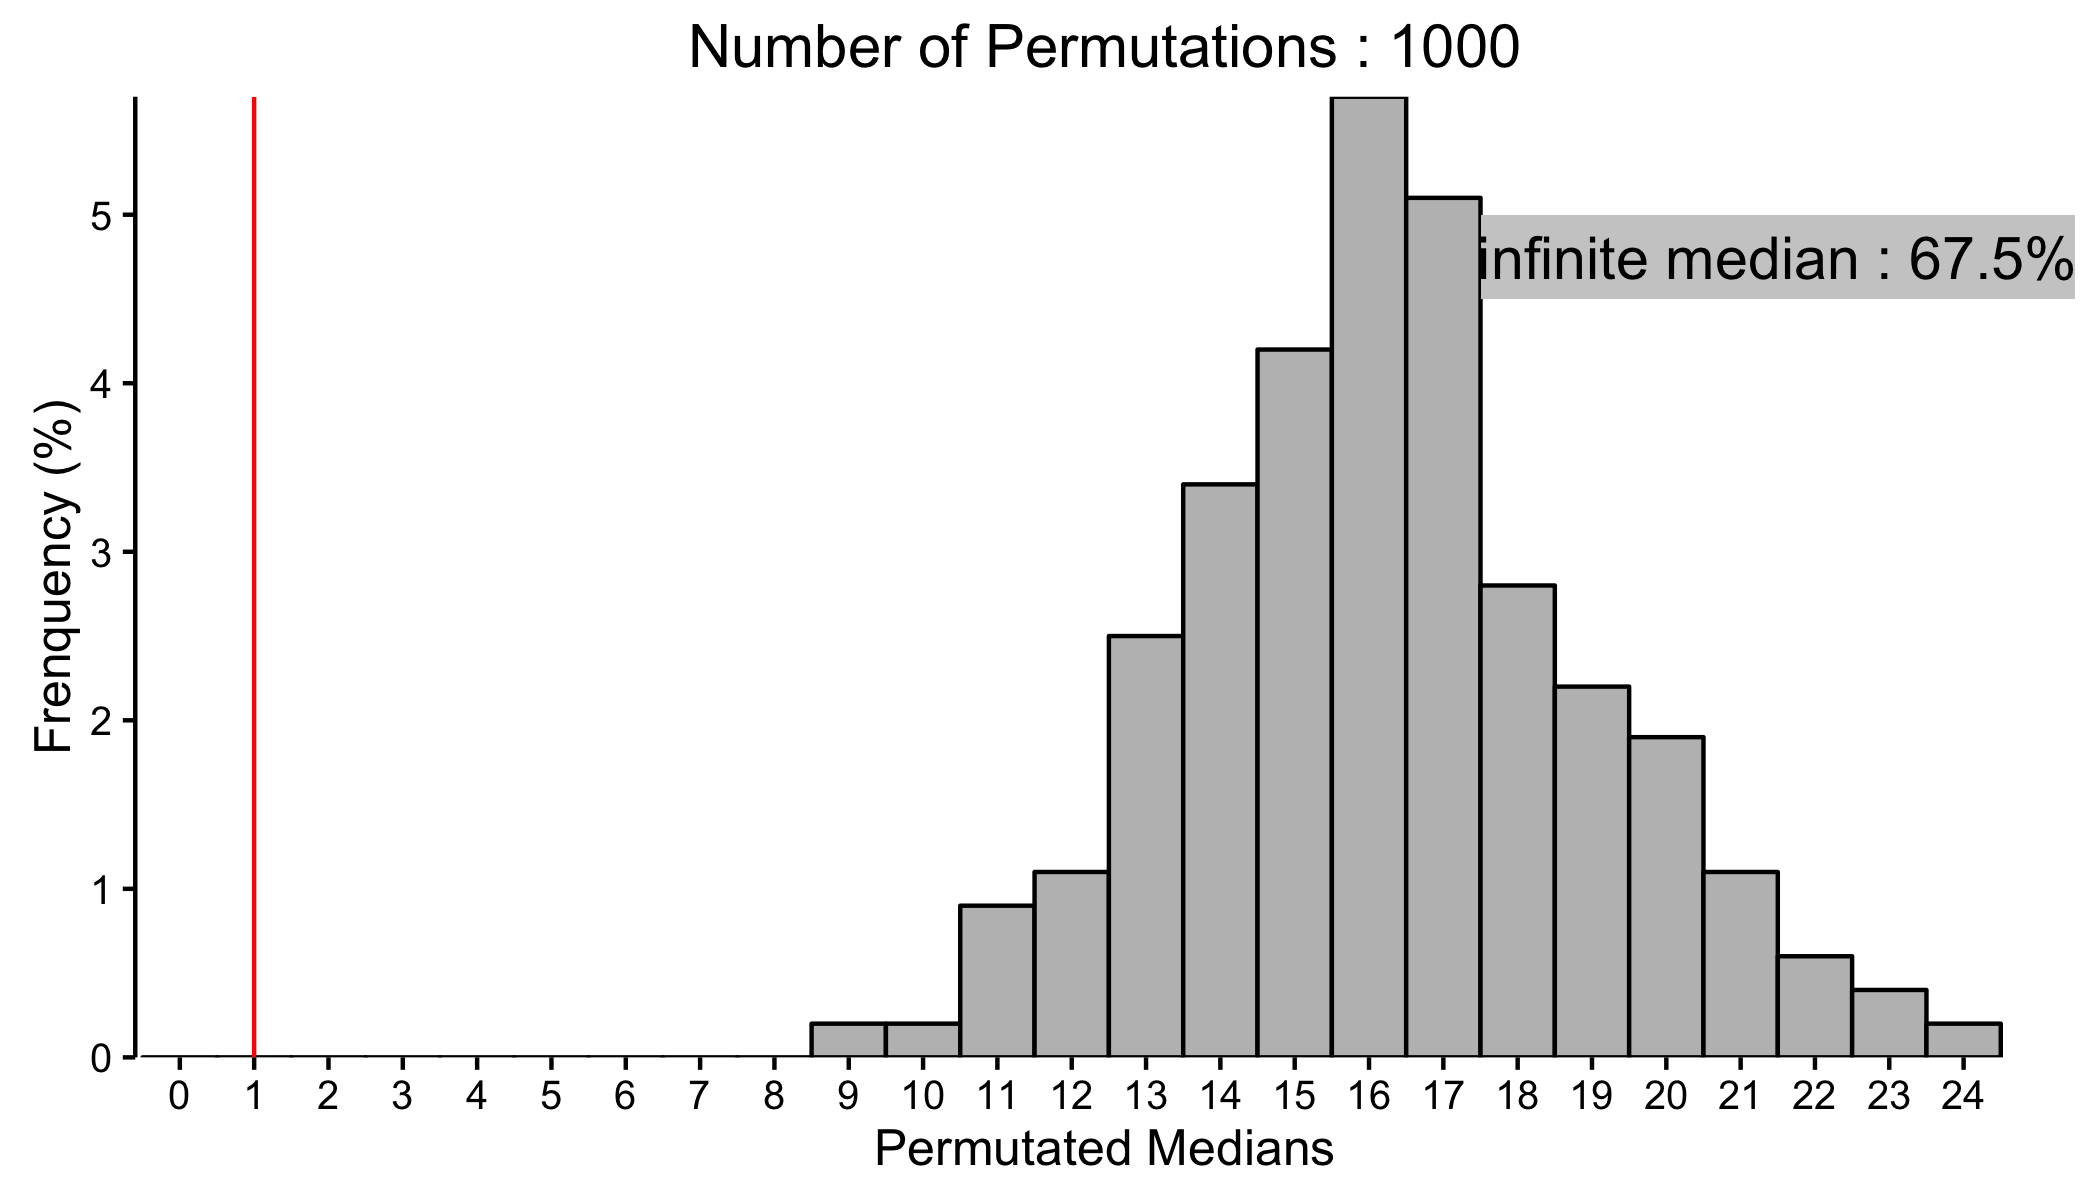 Number of Permutations : 1000
Frenquency (%)
5
4
3
2
1
0
infinite median : 67.5%
0 1 2 3 4 5 6 7 8 9 10 11 12 13 14 15 16 17 18 19 20 21 22 23 24
Permutated Medians